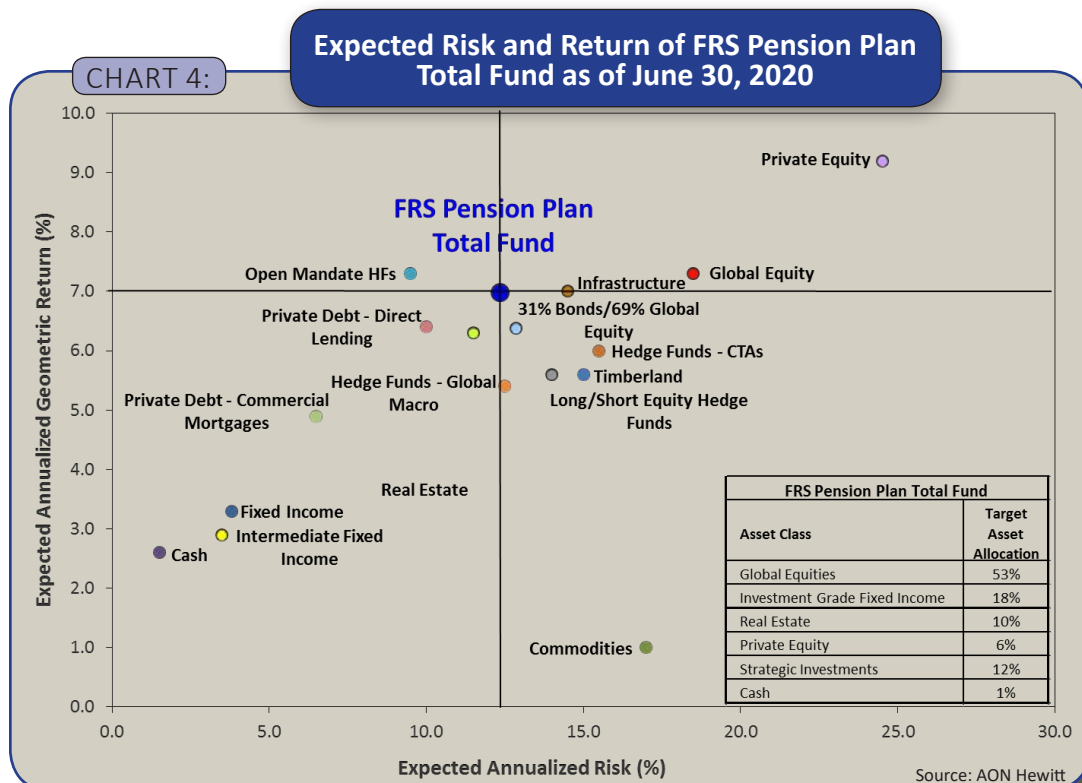 CHART 4:
Expected Risk and Return of FRS Pension Plan
Total Fund as of June 30, 2020
Expected Annualized Geometric Return (%)
10.0
9.0
8.0
7.0
6.0
5.0
4.0
3.0
2.0
1.0
0.0
Private Equity
FRS Pension Plan
Total Fund
Open Mandate HFs
Global Equity
Infrastructure
31% Bonds/69% Global
Equity
Private Debt - Direct
Lending
Hedge Funds - CTAs
Timberland
Hedge Funds - Global
Macro
Long/Short Equity Hedge
Funds
Private Debt - Commercial
Mortgages
Real Estate
Fixed Income
Intermediate Fixed
Income
Cash
Commodities
FRS Pension Plan Total Fund
Asset Class
Target
Asset
Allocation
Global Equities 53%
Investment Grade Fixed Income 18%
Real Estate 10%
Private Equity 6%
Strategic Investments 12%
Cash 1%
0.0 5.0 10.0 15.0 20.0 25.0 30.0
Expected Annualized Risk (%)
Source: AON Hewitt